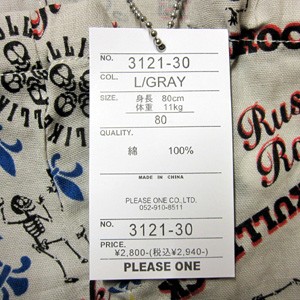 NO. 3121-30
COL. L/GRAY
SIZE. 身長 80cm
体重 11kg
80
QUALITY.
綿 100%
MADE IN CHINA
PLEASE ONE CO.,LTD.
052-910-8511
NO. 3121-30
PRICE.
¥2,800-(税込¥2,940-)
PLEASE ONE